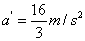 a' = 16/3 m/s²